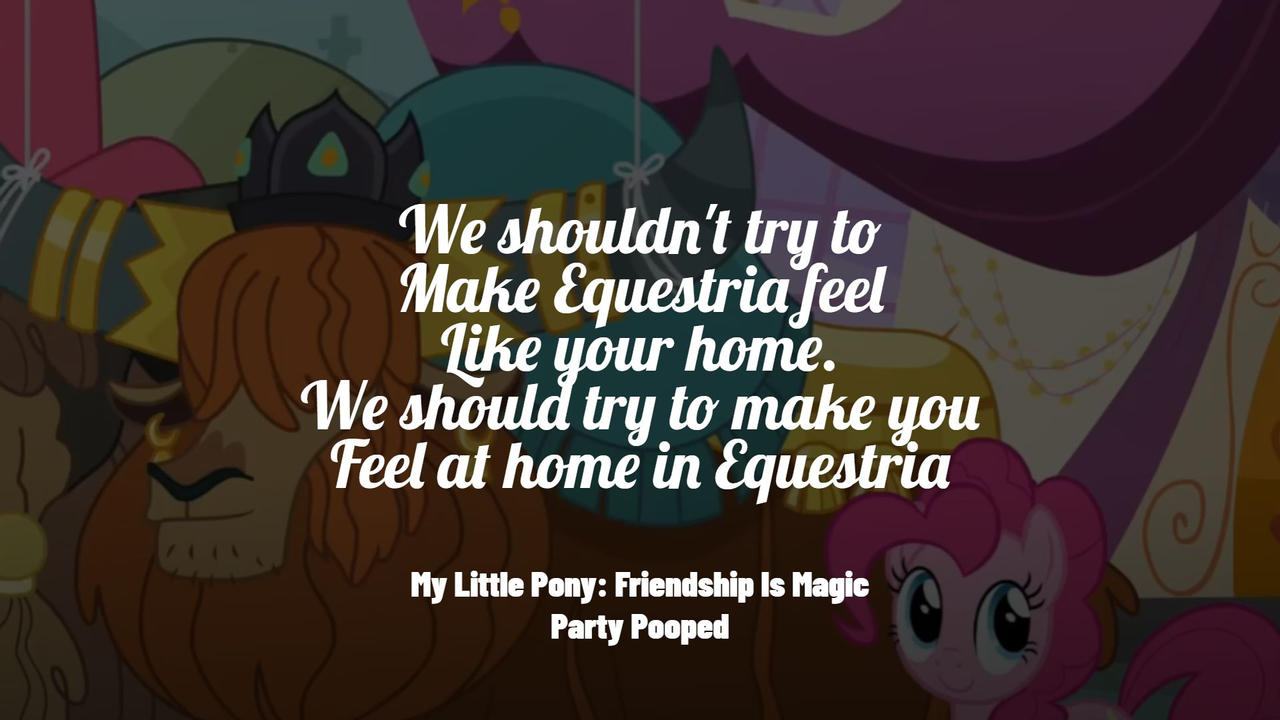 We shouldn't try to
Make Equestria feel
Like your home.
We should try to make you
Feel at home in Equestria
My Little Pony: Friendship Is Magic
Party Pooped